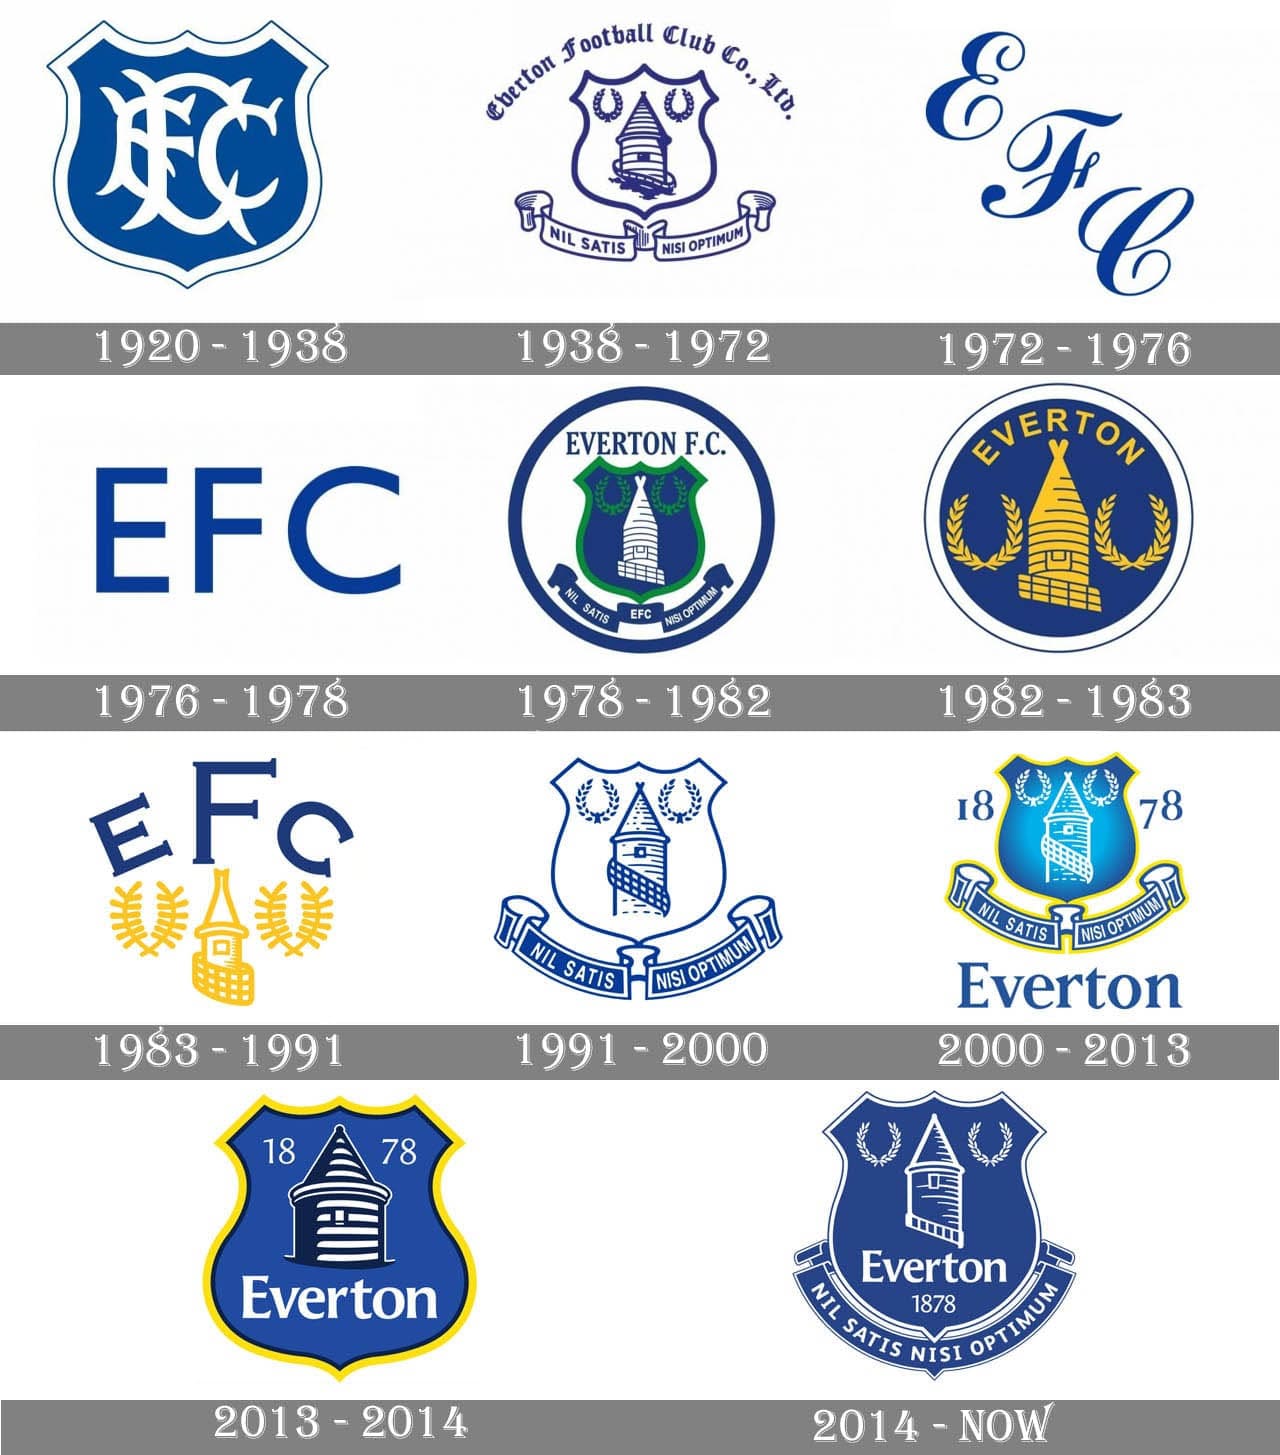 EFC
Everton Football Club Co., Ltd.
NIL SATIS NISI OPTIMUM
E
F
C
1920 - 1938
1938 - 1972
1972 - 1976
EFC
EVERTON F.C.
NIL SATIS EFC NISI OPTIMUM
EVERTON
1976 - 1978
1978 - 1982
1982 - 1983
EFC
NIL SATIS NISI OPTIMUM
18 78
NIL SATIS NISI OPTIMUM
Everton
1983 - 1991
1991 - 2000
2000 - 2013
18 78
Everton
Everton
1878
NIL SATIS NISI OPTIMUM
2013 - 2014
2014 - NOW